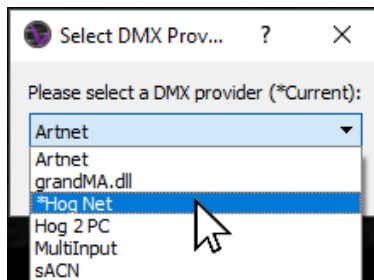 Select DMX Prov...
?
Please select a DMX provider (*Current):
Artnet
Artnet
grandMA.dll
*Hog Net
Hog 2 PC
MultiInput
sACN